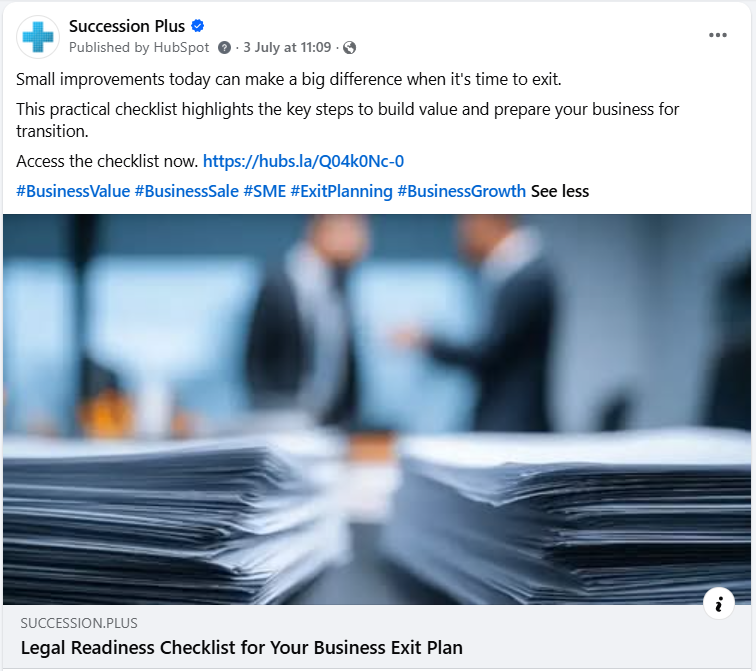 Succession Plus
Published by HubSpot · 3 July at 11:09 ·
Small improvements today can make a big difference when it's time to exit.
This practical checklist highlights the key steps to build value and prepare your business for
transition.
Access the checklist now. https://hubs.la/Q04k0Nc-0
#BusinessValue #BusinessSale #SME #ExitPlanning #BusinessGrowth See less
SUCCESSION.PLUS
Legal Readiness Checklist for Your Business Exit Plan